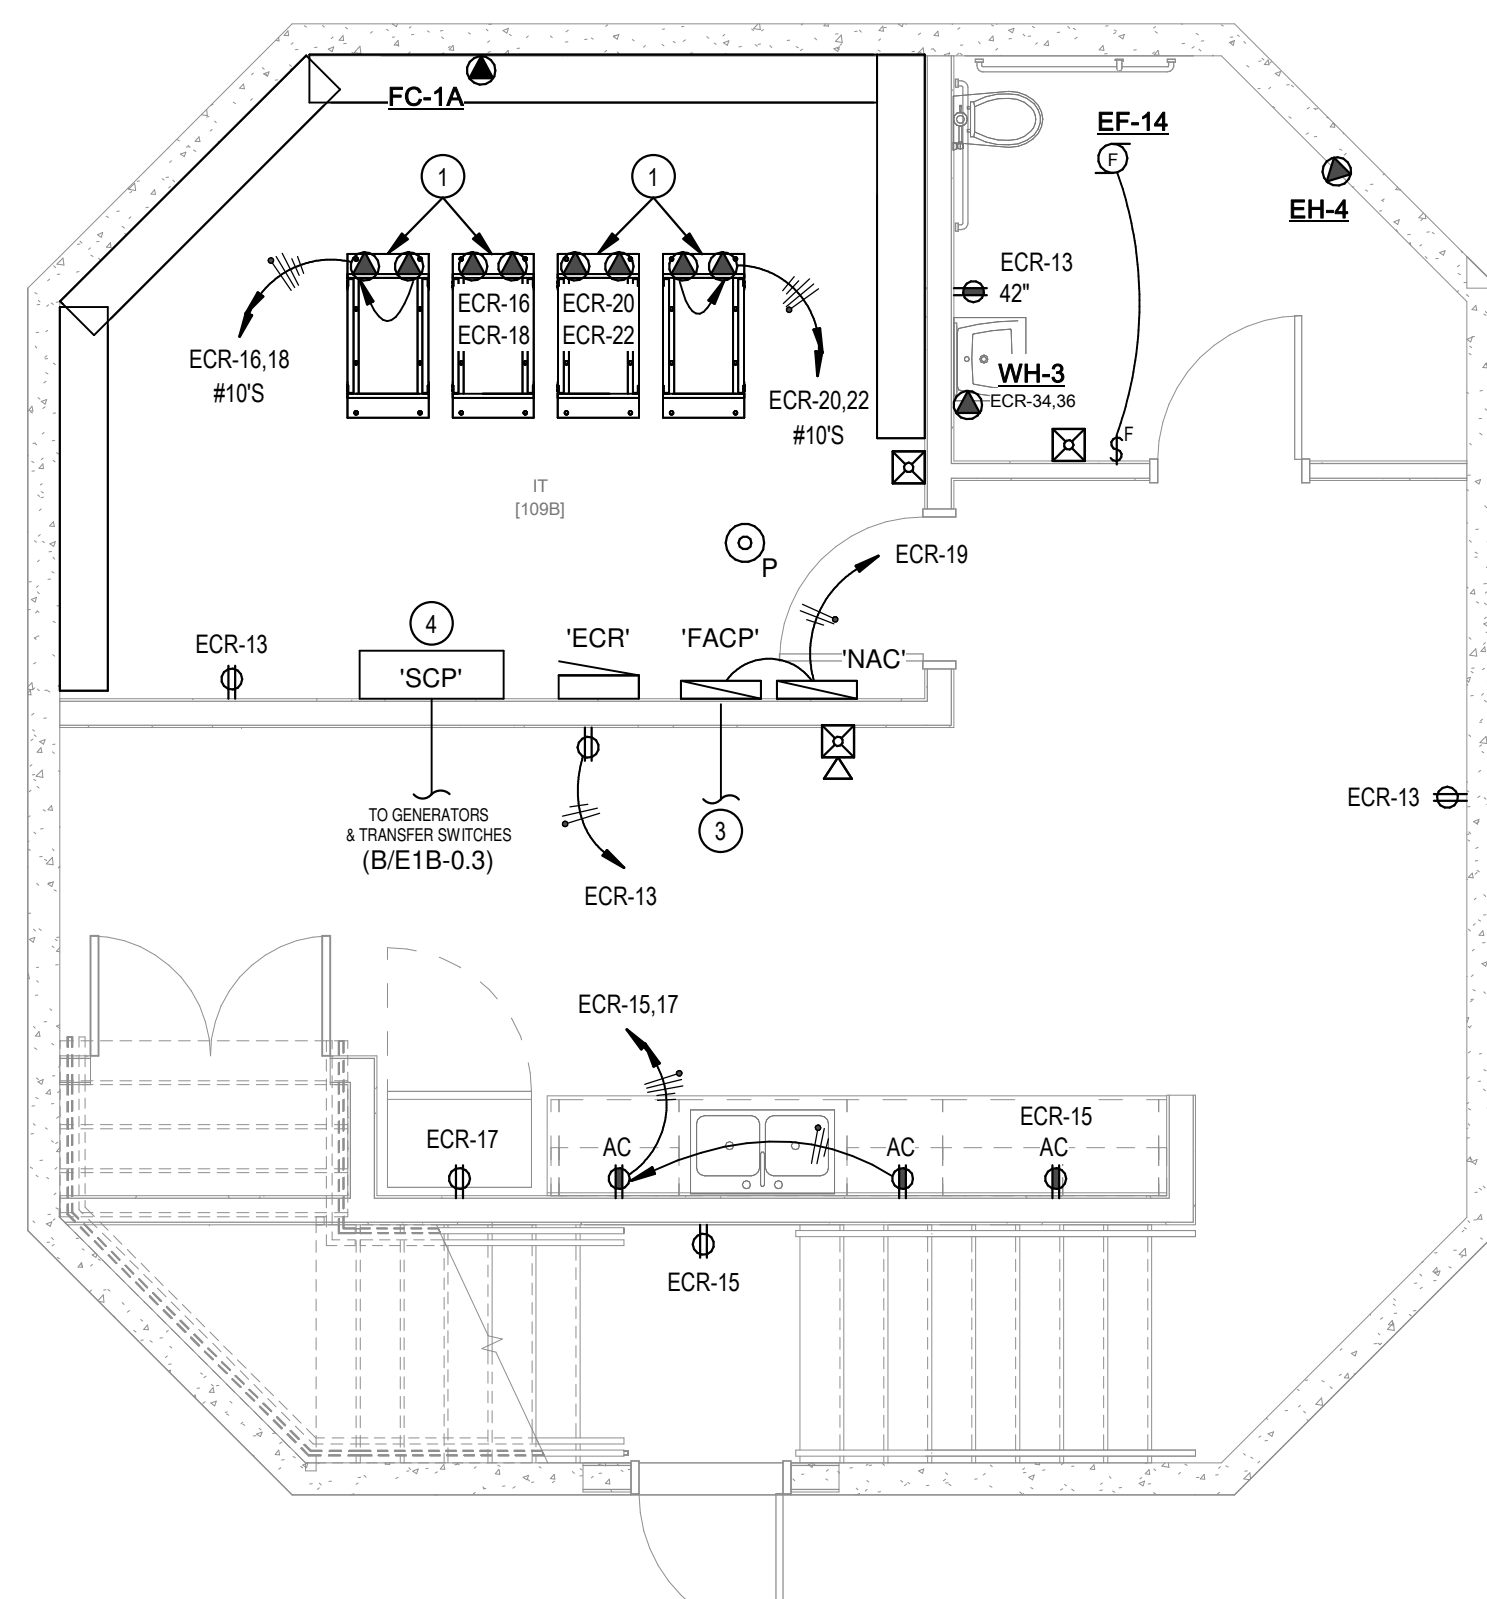 FC-1A
EF-14
F
EH-4
1
1
ECR-13
42"
ECR-16
ECR-18
ECR-20
ECR-22
ECR-16,18
#10'S
ECR-20,22
#10'S
WH-3
ECR-34,36
F
S
IT
[109B]
P
ECR-19
ECR-13
4
'SCP'
'ECR'
'FACP'
'NAC'
TO GENERATORS
& TRANSFER SWITCHES
(B/E1B-0.3)
3
ECR-13
ECR-13
ECR-15,17
ECR-17
AC
AC
ECR-15
AC
ECR-15